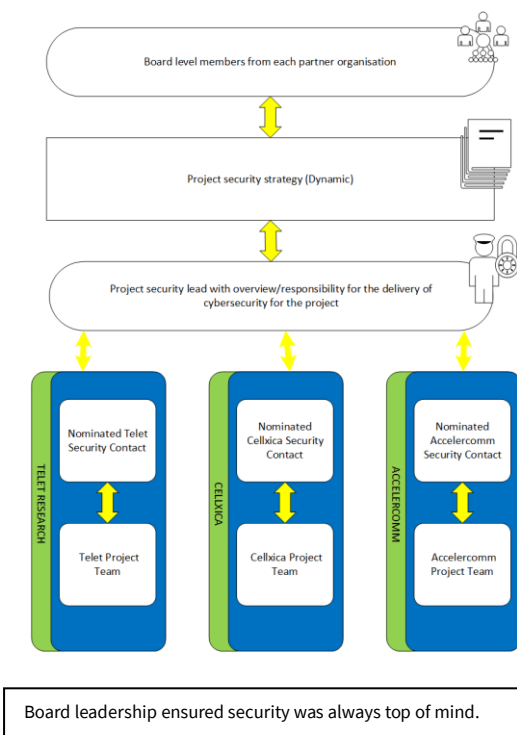 Board level members from each partner organisation
Project security strategy (Dynamic)
Project security lead with overview/responsibility for the delivery of
cybersecurity for the project
TELET RESEARCH
Nominated Telet
Security Contact
Telet Project
Team
CELLXICA
Nominated
Cellxica Security
Contact
Cellxica Project
Team
ACCELERCOMM
Nominated
Accelercomm
Security Contact
Accelercomm
Project Team
Board leadership ensured security was always top of mind.